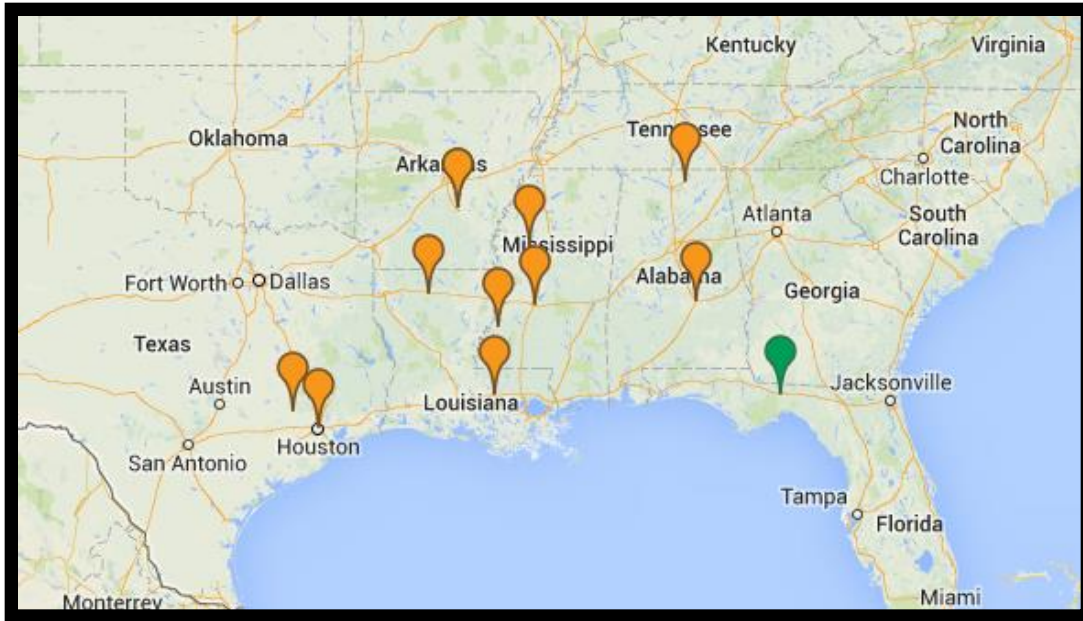 Kentucky
Virginia
Oklahoma
Tennessee
North
Carolina
Arkansas
Charlotte
Atlanta
South
Carolina
Mississippi
Alabama
Georgia
Fort Worth
Dallas
Texas
Austin
Louisiana
Jacksonville
Houston
San Antonio
Tampa
Florida
Miami
Monterrey